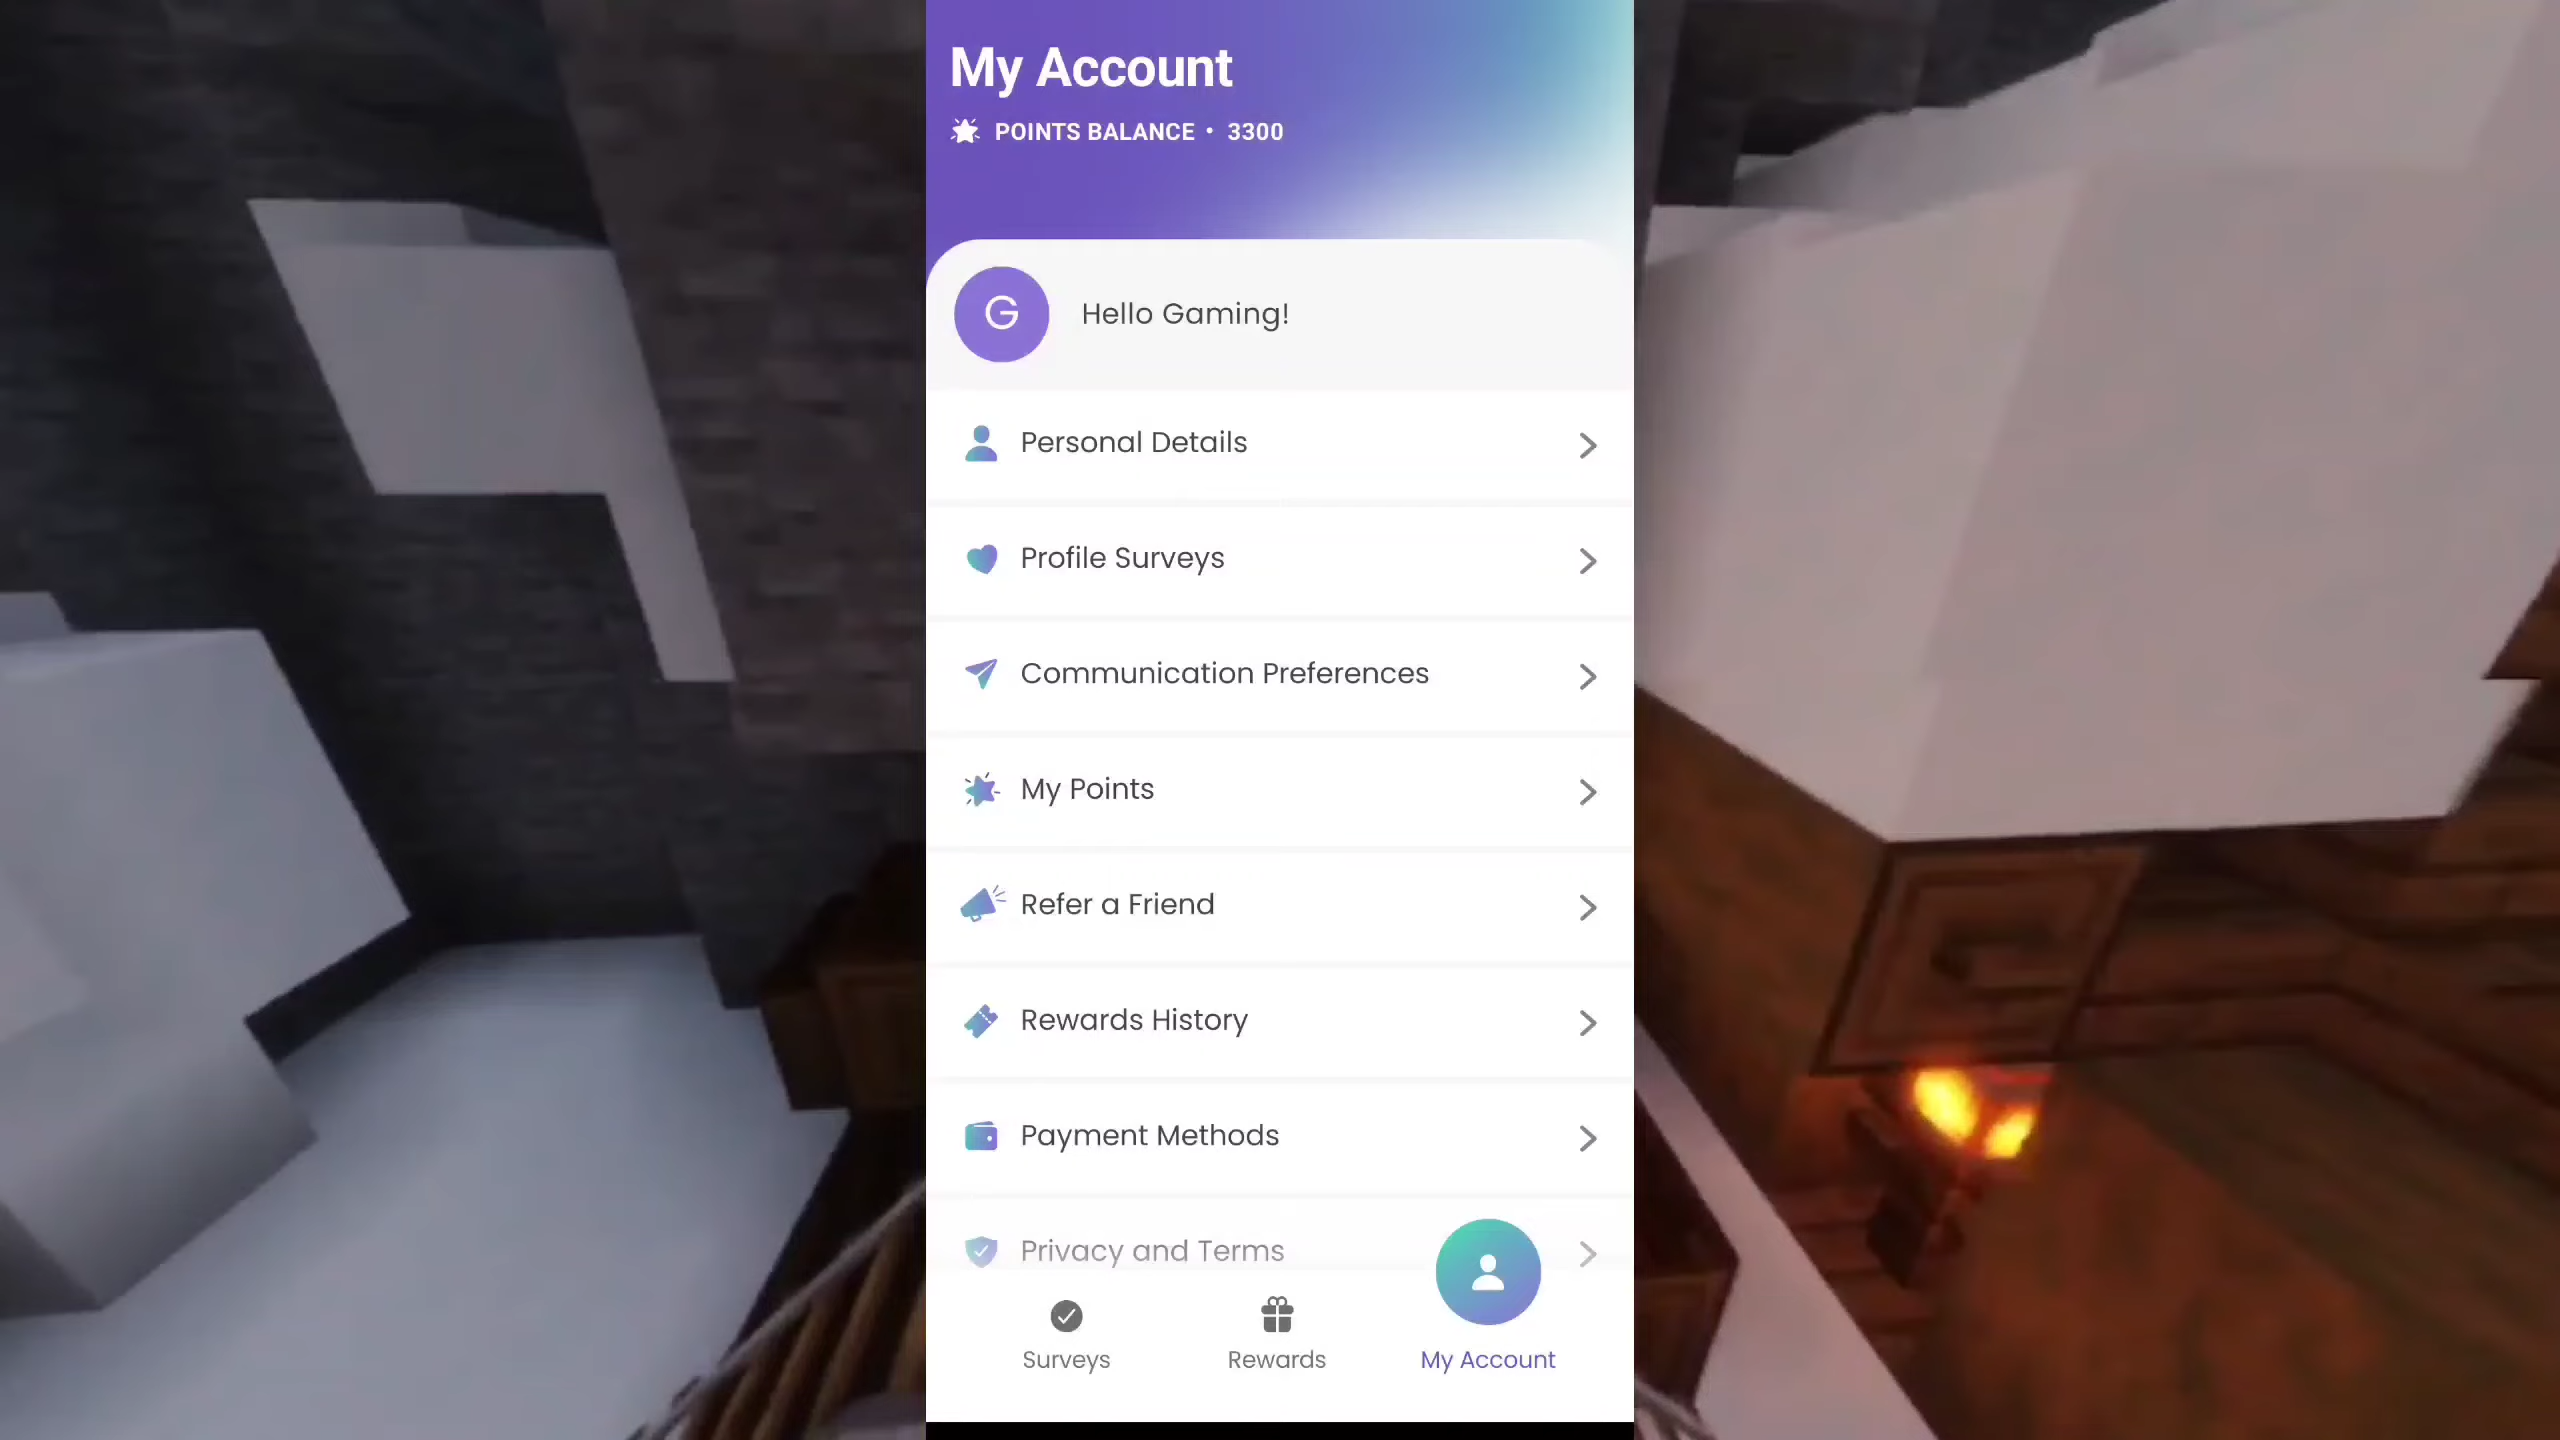 My Account
POINTS BALANCE • 3300
G
Hello Gaming!
Personal Details
Profile Surveys
Communication Preferences
My Points
Refer a Friend
Rewards History
Payment Methods
Privacy and Terms
Surveys
Rewards
My Account